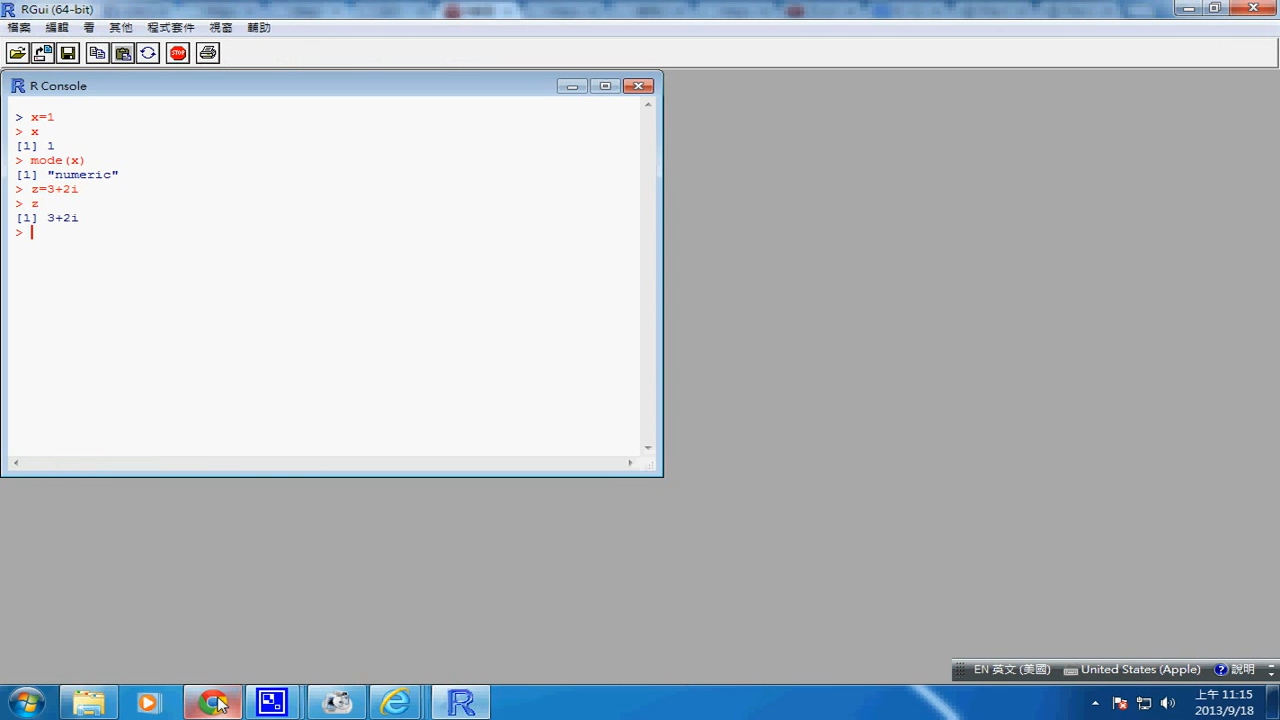 RGui (64-bit)
檔案 編輯 看 其他 程式套件 視窗 輔助
STOP
R Console
> x=1
> x
[1] 1
> mode(x)
[1] "numeric"
> z=3+2i
> z
[1] 3+2i
>
EN 英文 (美國) United States (Apple) 說明
上午 11:15
2013/9/18